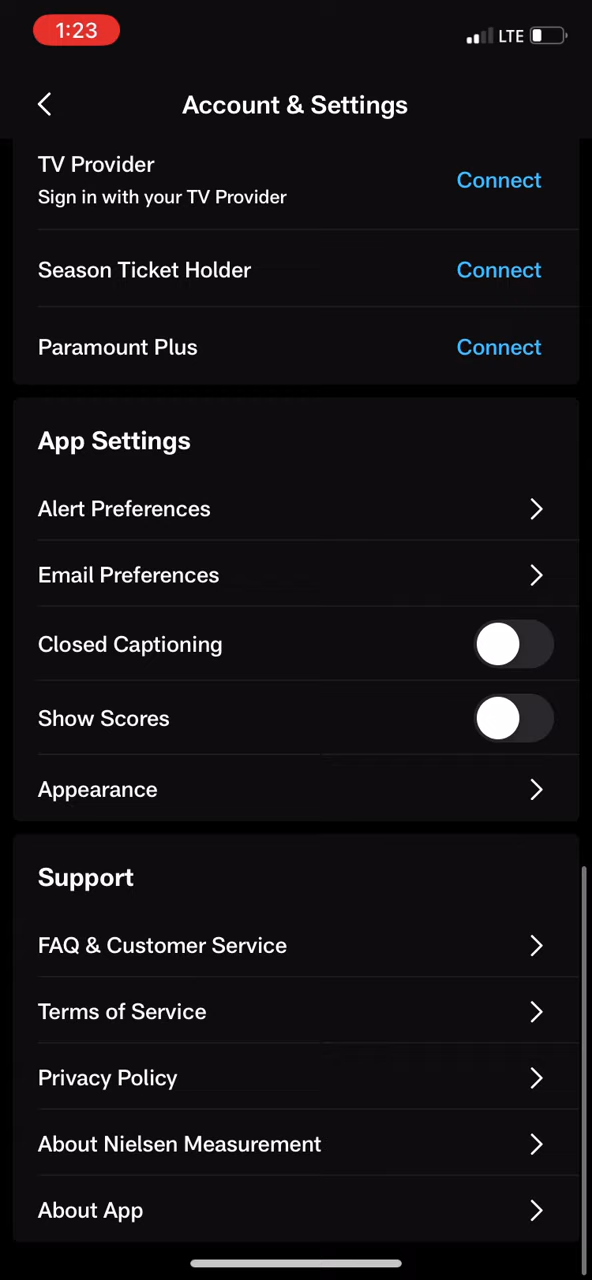 1:23
LTE
Account & Settings
TV Provider
Sign in with your TV Provider
Connect
Season Ticket Holder
Connect
Paramount Plus
Connect
App Settings
Alert Preferences
Email Preferences
Closed Captioning
Show Scores
Appearance
Support
FAQ & Customer Service
Terms of Service
Privacy Policy
About Nielsen Measurement
About App